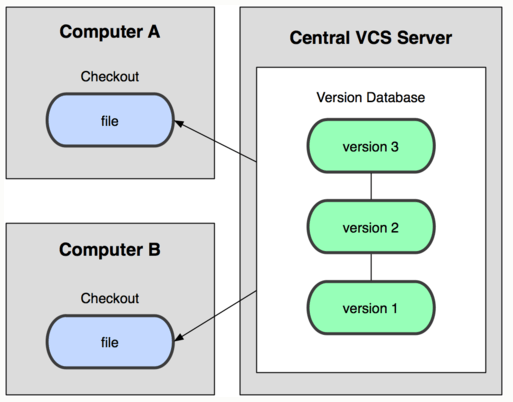 Computer A
Checkout
file
Computer B
Checkout
file
Central VCS Server
Version Database
version 3
version 2
version 1